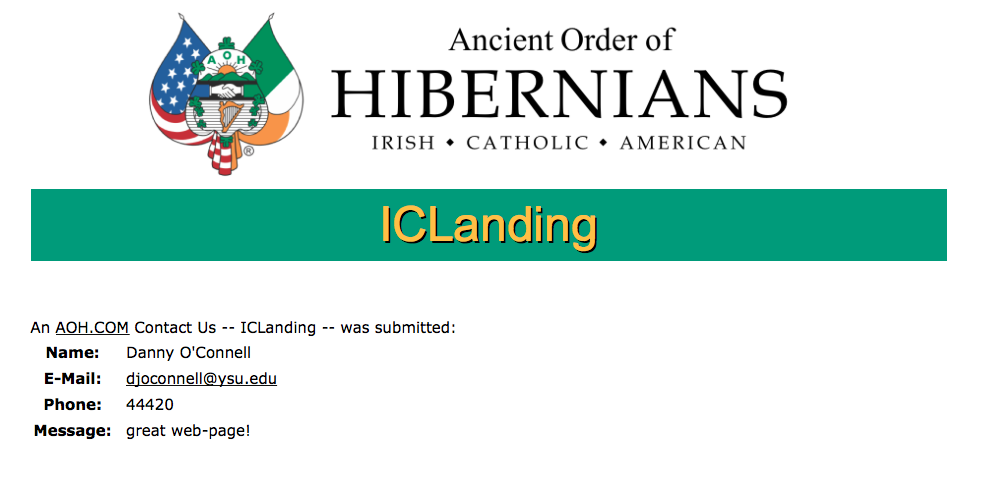 A O H
®
Ancient Order of
HIBERNIANS
IRISH ◆ CATHOLIC ◆ AMERICAN
ICLanding
An AOH.COM Contact Us -- ICLanding -- was submitted:
Name: Danny O'Connell
E-Mail: djoconnell@ysu.edu
Phone: 44420
Message: great web-page!